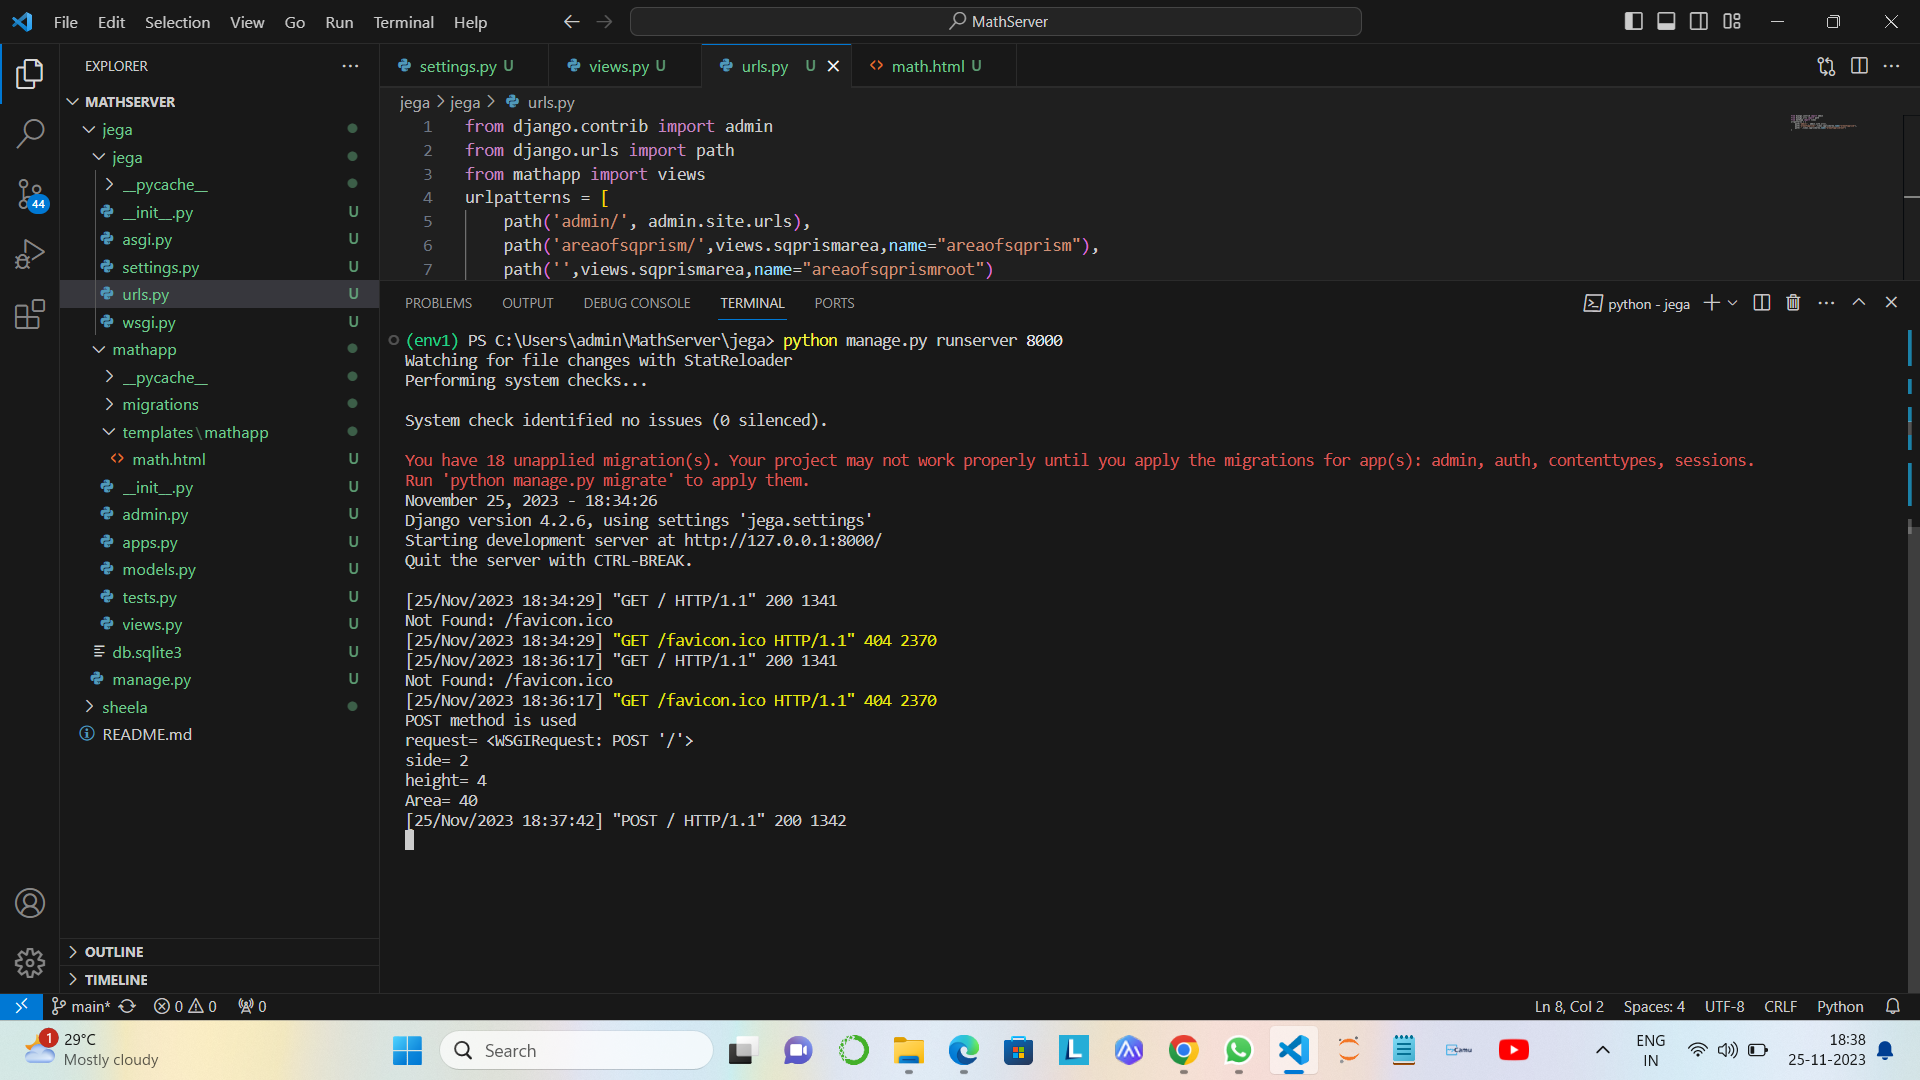 File Edit Selection View Go Run Terminal Help
MathServer
EXPLORER
MATHSERVER
jega
jega
__pycache__
__init__.py U
asgi.py U
settings.py U
urls.py U
wsgi.py U
mathapp
__pycache__
migrations
templates\mathapp
math.html U
__init__.py U
admin.py U
apps.py U
models.py U
tests.py U
views.py U
db.sqlite3 U
manage.py U
sheela
README.md
OUTLINE
TIMELINE
44
settings.py U views.py U urls.py U math.html U
jega > jega > urls.py
1 from django.contrib import admin
2 from django.urls import path
3 from mathapp import views
4 urlpatterns = [
5 path('admin/', admin.site.urls),
6 path('areaofsqprism/',views.sqprismarea,name="areaofsqprism"),
7 path('',views.sqprismarea,name="areaofsqprismroot")
PROBLEMS OUTPUT DEBUG CONSOLE TERMINAL PORTS
python - jega
(env1) PS C:\Users\admin\MathServer\jega> python manage.py runserver 8000
Watching for file changes with StatReloader
Performing system checks...
System check identified no issues (0 silenced).
You have 18 unapplied migration(s). Your project may not work properly until you apply the migrations for app(s): admin, auth, contenttypes, sessions.
Run 'python manage.py migrate' to apply them.
November 25, 2023 - 18:34:26
Django version 4.2.6, using settings 'jega.settings'
Starting development server at http://127.0.0.1:8000/
Quit the server with CTRL-BREAK.
[25/Nov/2023 18:34:29] "GET / HTTP/1.1" 200 1341
Not Found: /favicon.ico
[25/Nov/2023 18:34:29] "GET /favicon.ico HTTP/1.1" 404 2370
[25/Nov/2023 18:36:17] "GET / HTTP/1.1" 200 1341
Not Found: /favicon.ico
[25/Nov/2023 18:36:17] "GET /favicon.ico HTTP/1.1" 404 2370
POST method is used
request= <WSGIRequest: POST '/'>
side= 2
height= 4
Area= 40
[25/Nov/2023 18:37:42] "POST / HTTP/1.1" 200 1342
main* 0 0 0
Ln 8, Col 2 Spaces: 4 UTF-8 CRLF Python
1
29°C
Mostly cloudy
Search
L
Camu
ENG
IN
18:38
25-11-2023